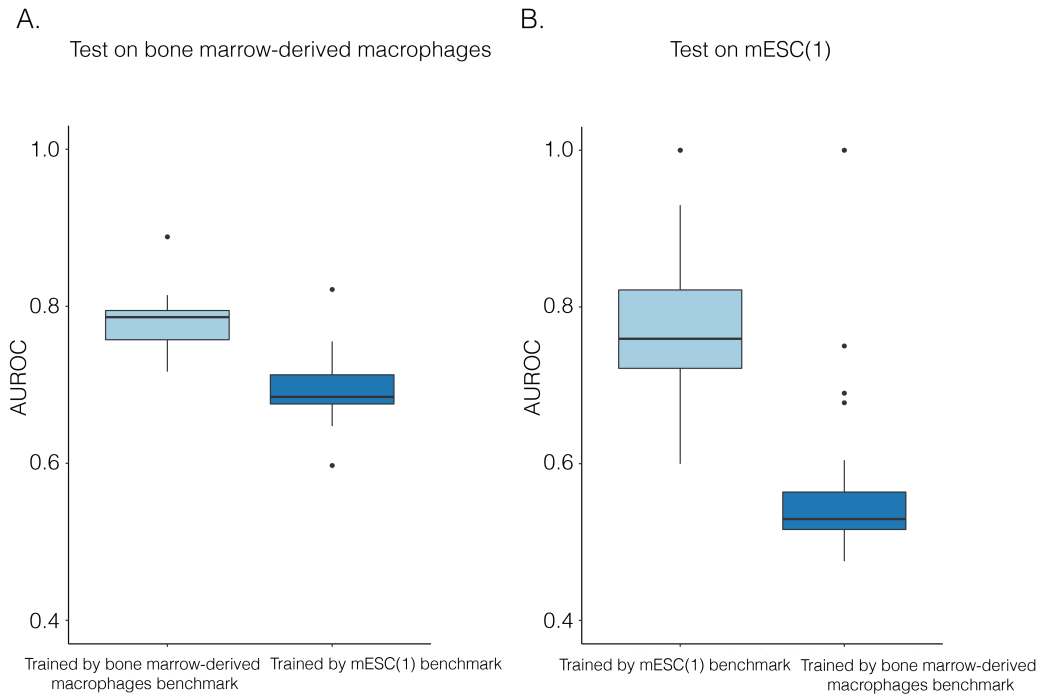 A.
Test on bone marrow-derived macrophages
AUROC
1.0
0.8
0.6
0.4
Trained by bone marrow-derived
macrophages benchmark
Trained by mESC(1) benchmark
B.
Test on mESC(1)
AUROC
1.0
0.8
0.6
0.4
Trained by mESC(1) benchmark
Trained by bone marrow-derived
macrophages benchmark